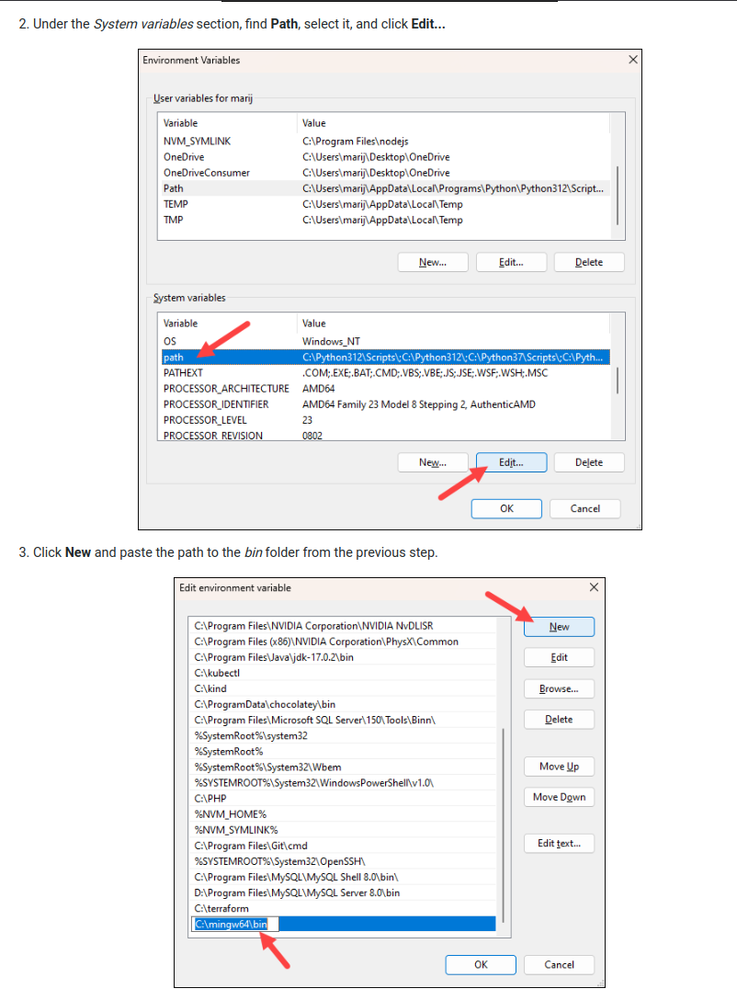 2. Under the System variables section, find Path, select it, and click Edit...
Environment Variables
User variables for marij
Variable Value
NVM_SYMLINK C:\Program Files\nodejs
OneDrive C:\Users\marij\Desktop\OneDrive
OneDriveConsumer C:\Users\marij\Desktop\OneDrive
Path C:\Users\marij\AppData\Local\Programs\Python\Python312\Script...
TEMP C:\Users\marij\AppData\Local\Temp
TMP C:\Users\marij\AppData\Local\Temp
New... Edit... Delete
System variables
Variable Value
OS Windows_NT
path C:\Python312\Scripts\;C:\Python312\;C:\Python37\Scripts\;C:\Pyth...
PATHEXT .COM;.EXE;.BAT;.CMD;.VBS;.VBE;.JS;.JSE;.WSF;.WSH;.MSC
PROCESSOR_ARCHITECTURE AMD64
PROCESSOR_IDENTIFIER AMD64 Family 23 Model 8 Stepping 2, AuthenticAMD
PROCESSOR_LEVEL 23
PROCESSOR_REVISION 0802
New... Edit... Delete
OK Cancel
3. Click New and paste the path to the bin folder from the previous step.
Edit environment variable
C:\Program Files\NVIDIA Corporation\NVIDIA NvDLISR
New
C:\Program Files (x86)\NVIDIA Corporation\PhysX\Common
C:\Program Files\Java\jdk-17.0.2\bin
Edit
C:\kubectl
C:\kind
Browse...
C:\ProgramData\chocolatey\bin
C:\Program Files\Microsoft SQL Server\150\Tools\Binn\
Delete
%SystemRoot%\system32
%SystemRoot%
%SystemRoot%\System32\Wbem
Move Up
%SYSTEMROOT%\System32\WindowsPowerShell\v1.0\
C:\PHP
Move Down
%NVM_HOME%
%NVM_SYMLINK%
C:\Program Files\Git\cmd
Edit text...
%SYSTEMROOT%\System32\OpenSSH\
C:\Program Files\MySQL\MySQL Shell 8.0\bin\
D:\Program Files\MySQL\MySQL Server 8.0\bin
C:\terraform
C:\mingw64\bin
OK Cancel